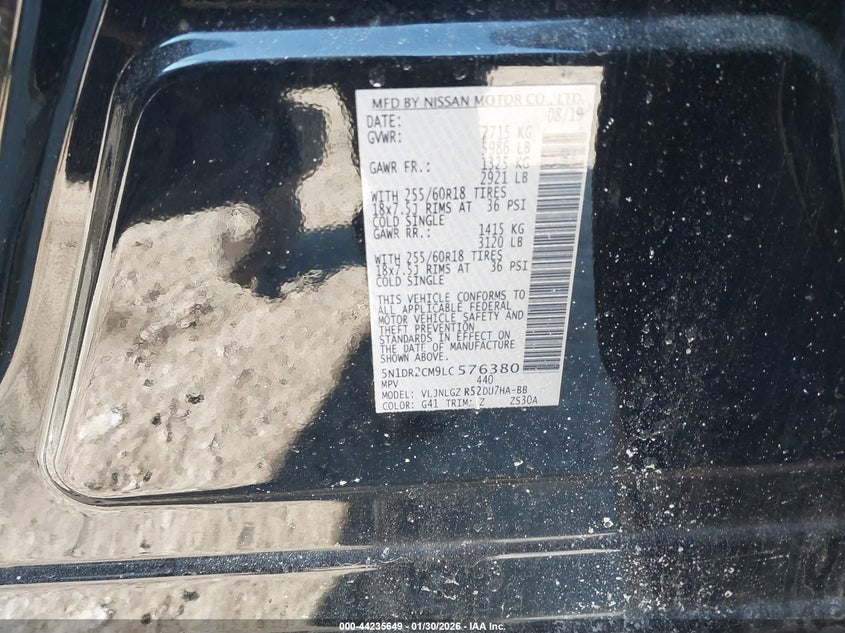 MFD BY NISSAN MOTOR CO., LTD.
DATE: 08/19
GVWR: 2715 KG
5986 LB
GAWR FR.: 1325 KG
2921 LB
WITH 255/60R18 TIRES
18x7.5J RIMS AT 36 PSI
COLD SINGLE
GAWR RR.: 1415 KG
3120 LB
WITH 255/60R18 TIRES
18x7.5J RIMS AT 36 PSI
COLD SINGLE
THIS VEHICLE CONFORMS TO
ALL APPLICABLE FEDERAL
MOTOR VEHICLE SAFETY AND
THEFT PREVENTION
STANDARDS IN EFFECT ON
THE DATE OF MANUFACTURE
SHOWN ABOVE.
5N1DR2CM9LC576380
MPV 440
MODEL: VLJNLGZ R52DU7HA-BB
COLOR: G41 TRIM: Z ZS30A
000-44235649 - 01/30/2026 - IAA Inc.